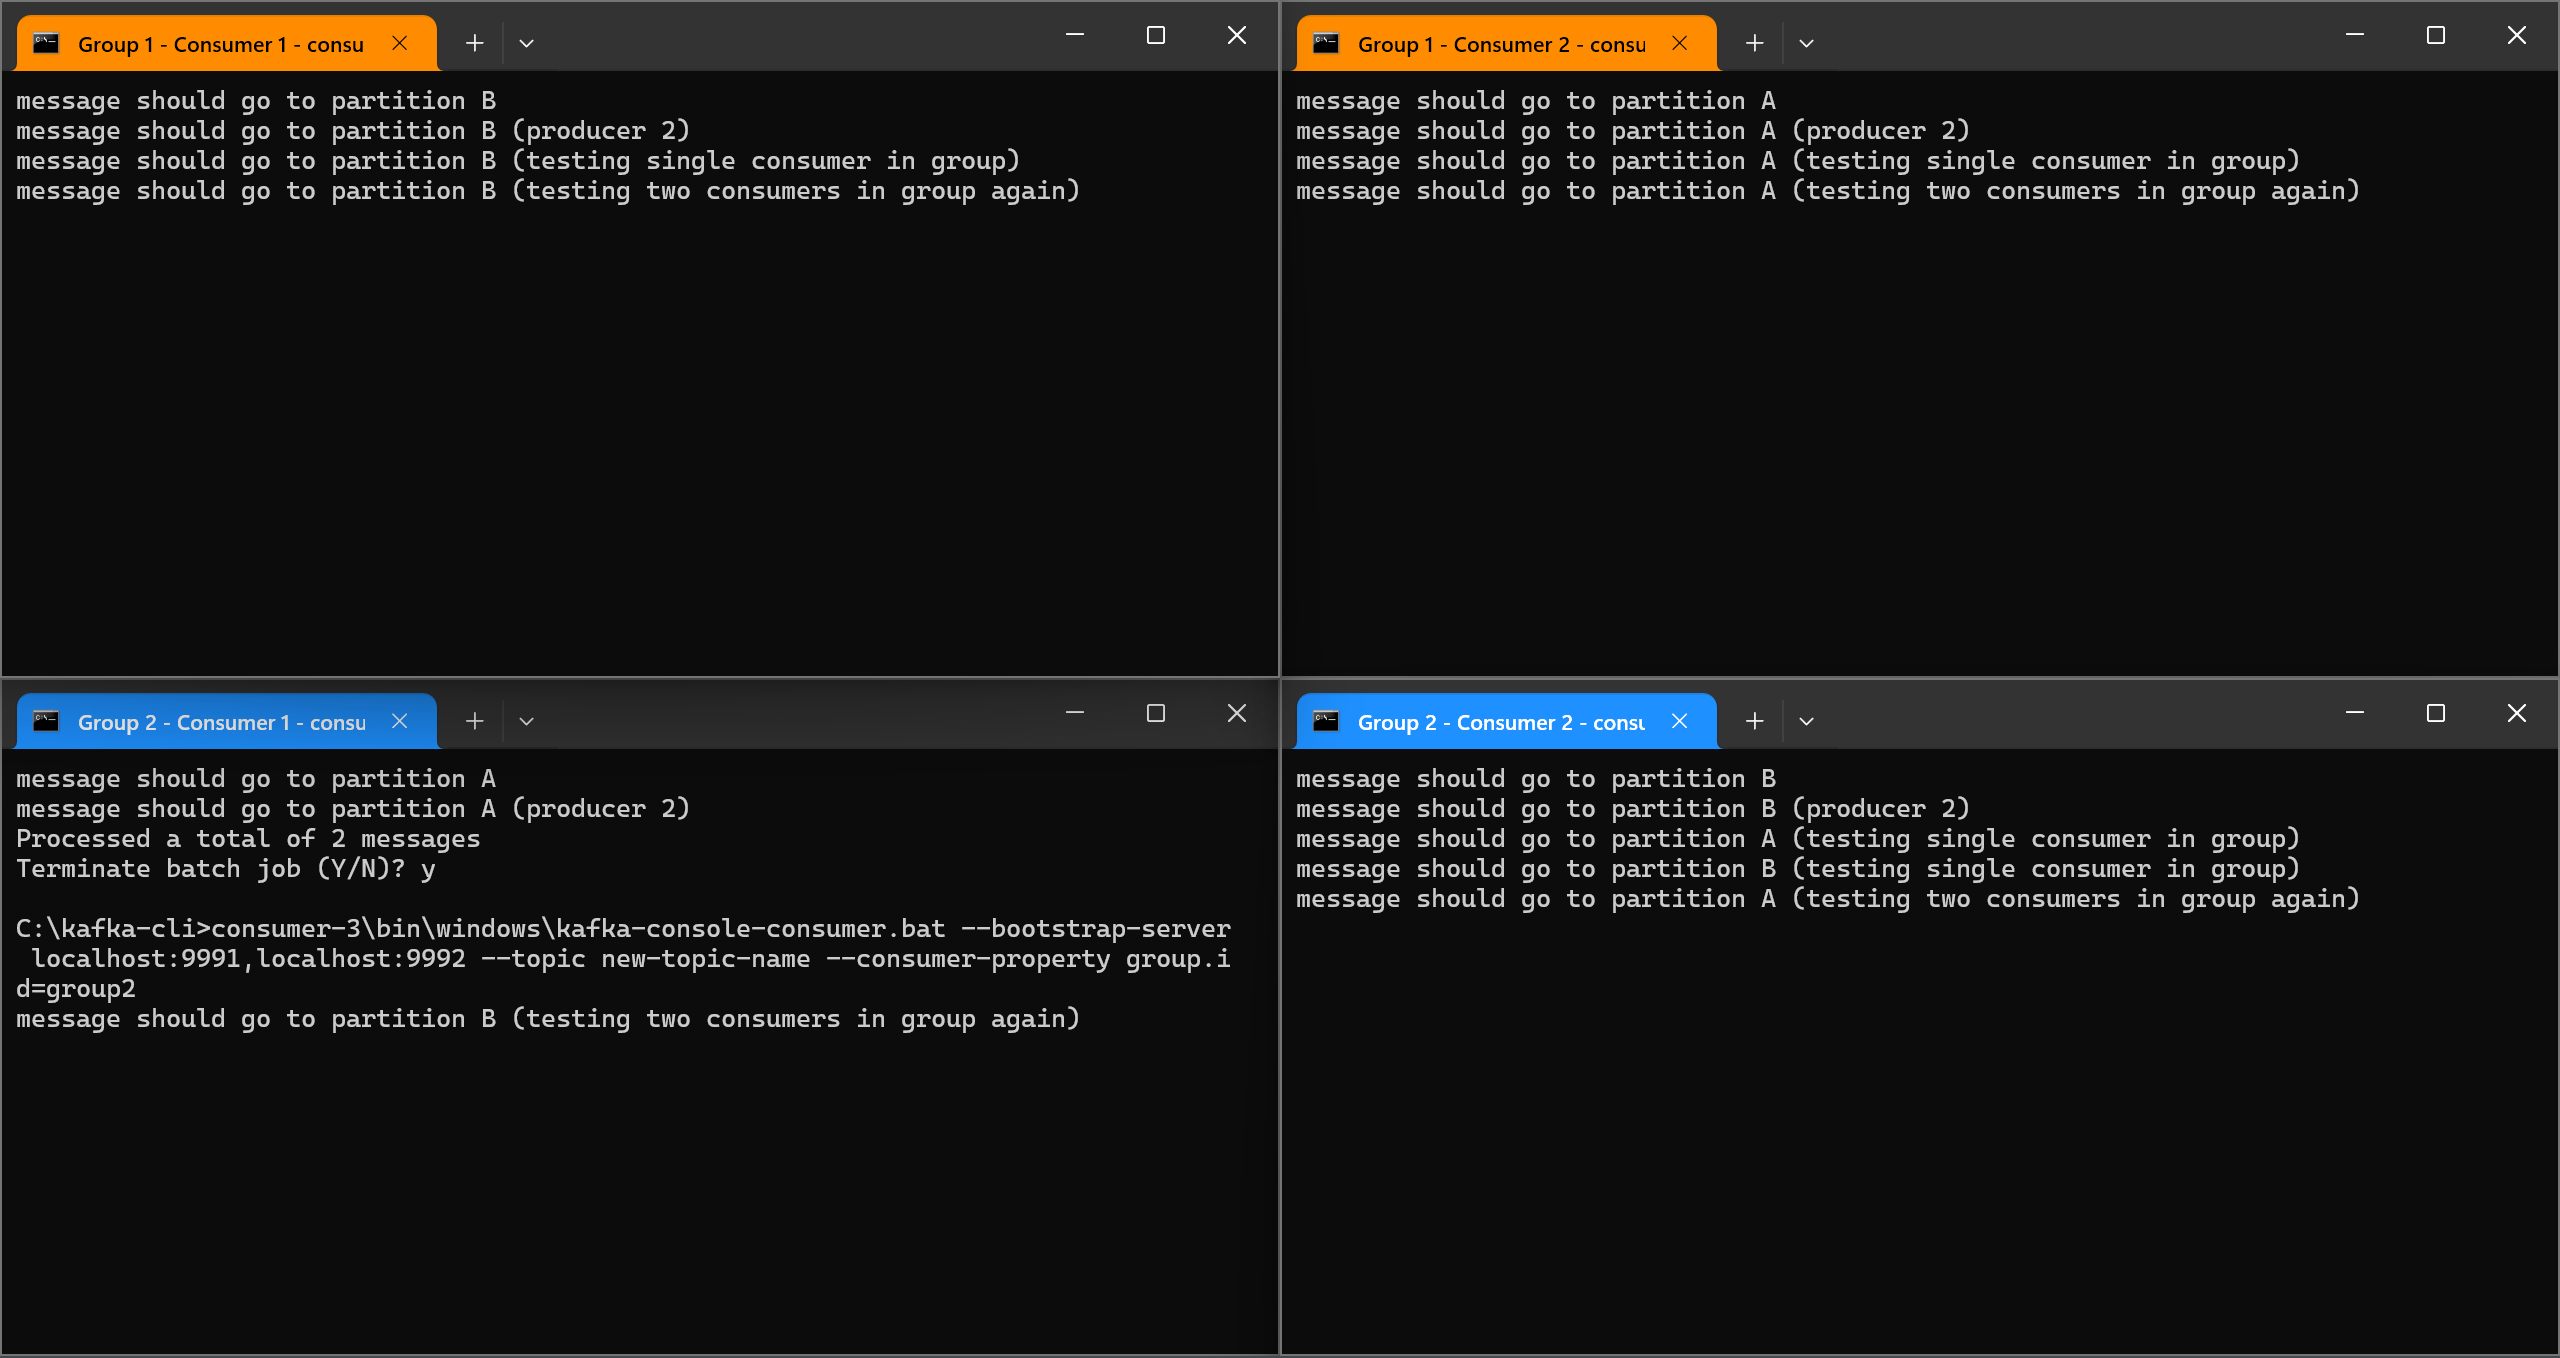 Group 1 - Consumer 1 - consu
message should go to partition B
message should go to partition B (producer 2)
message should go to partition B (testing single consumer in group)
message should go to partition B (testing two consumers in group again)
Group 1 - Consumer 2 - consu
message should go to partition A
message should go to partition A (producer 2)
message should go to partition A (testing single consumer in group)
message should go to partition A (testing two consumers in group again)
Group 2 - Consumer 1 - consu
message should go to partition A
message should go to partition A (producer 2)
Processed a total of 2 messages
Terminate batch job (Y/N)? y
C:\kafka-cli>consumer-3\bin\windows\kafka-console-consumer.bat --bootstrap-server
localhost:9991,localhost:9992 --topic new-topic-name --consumer-property group.i
d=group2
message should go to partition B (testing two consumers in group again)
Group 2 - Consumer 2 - consu
message should go to partition B
message should go to partition B (producer 2)
message should go to partition A (testing single consumer in group)
message should go to partition B (testing single consumer in group)
message should go to partition A (testing two consumers in group again)